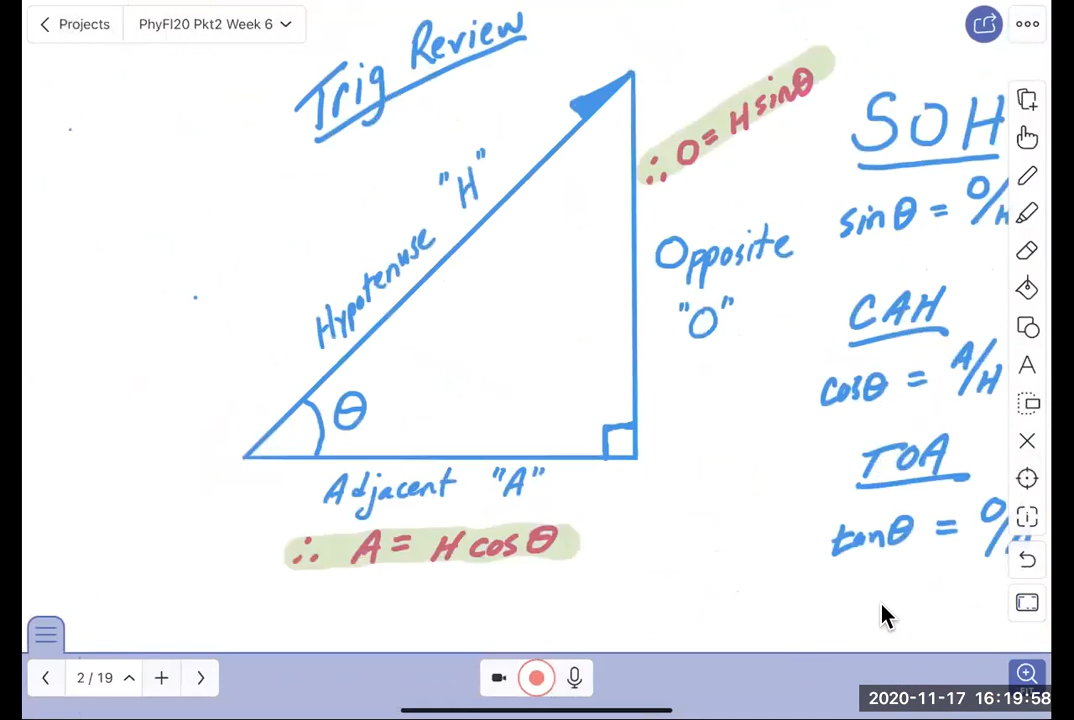 Projects
PhyFl20 Pkt2 Week 6
Trig Review
Hypotenuse "H"
∴ O = H sinθ
Opposite
"O"
θ
Adjacent "A"
∴ A = H cos θ
SOH
sinθ = O/H
CAH
cosθ = A/H
TOA
tanθ = O/
A
2 / 19
2020-11-17 16:19:58